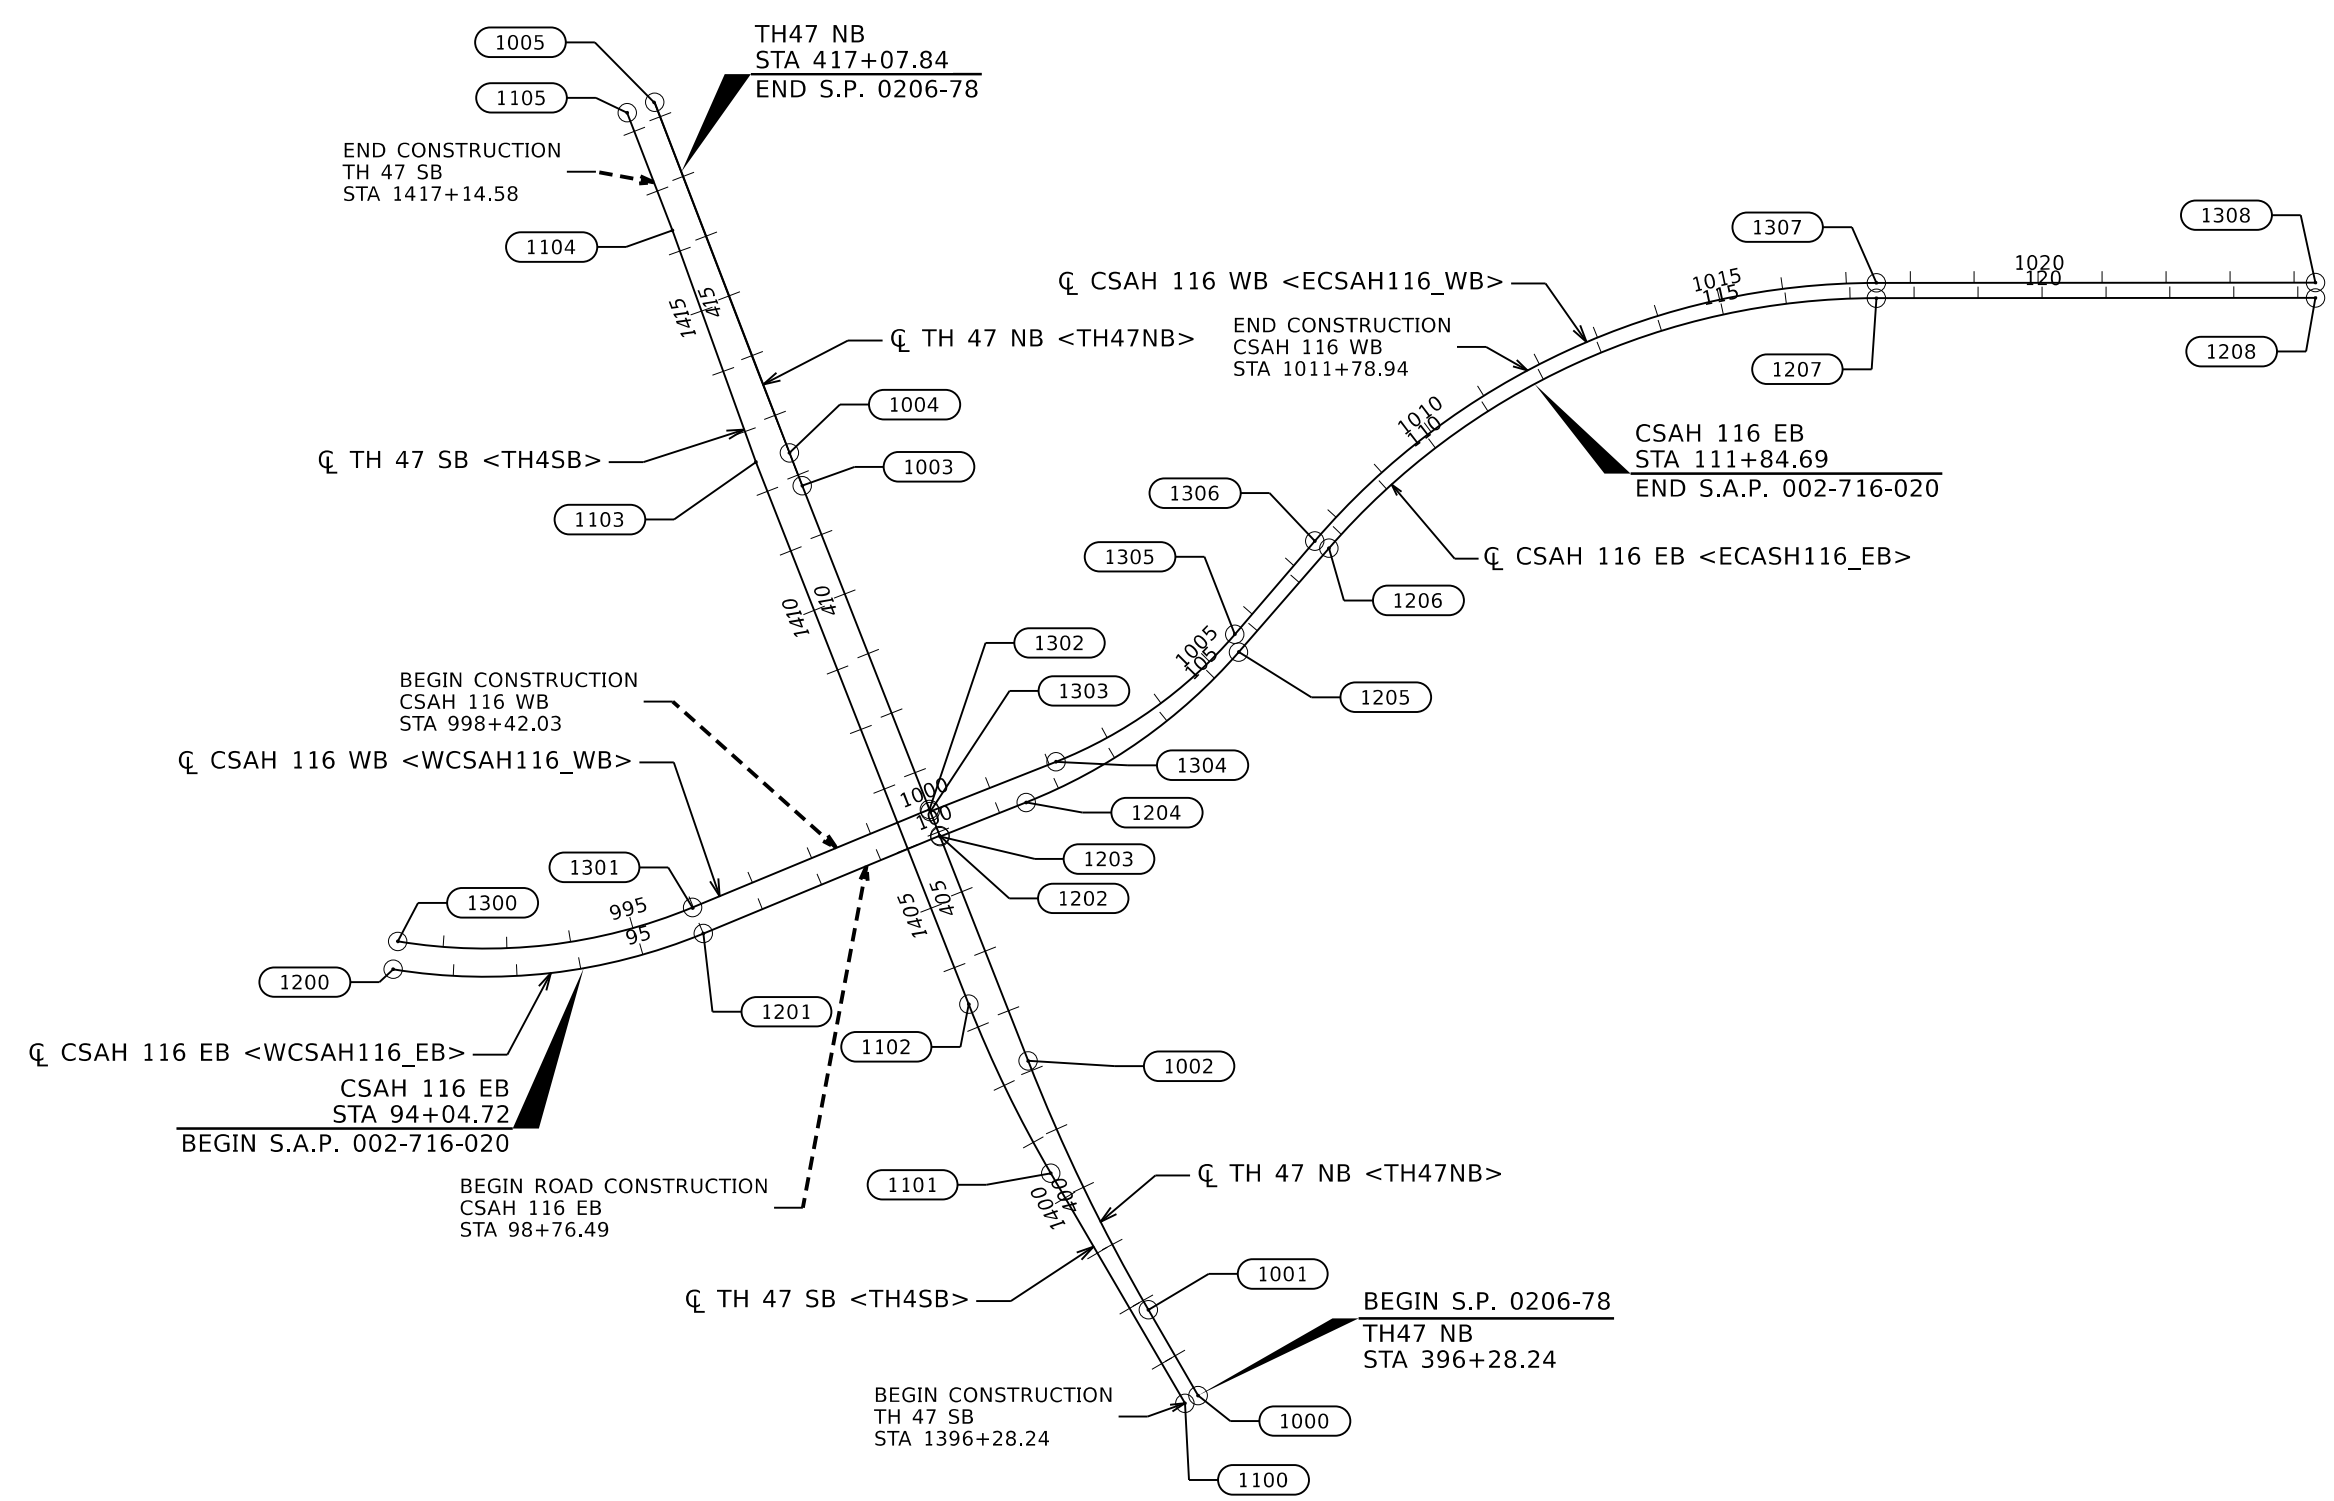 1005
TH47 NB
STA 417+07.84
END S.P. 0206-78
1105
END CONSTRUCTION
TH 47 SB
STA 1417+14.58
1104
1415
415
℄ TH 47 NB <TH47NB>
1004
1003
℄ TH 47 SB <TH4SB>
1103
1410
410
1307
1308
1020
120
1015
115
℄ CSAH 116 WB <ECSAH116_WB>
END CONSTRUCTION
CSAH 116 WB
STA 1011+78.94
1207
1208
1010
110
CSAH 116 EB
STA 111+84.69
END S.A.P. 002-716-020
1306
℄ CSAH 116 EB <ECASH116_EB>
1305
1206
1005
105
1205
1302
1303
BEGIN CONSTRUCTION
CSAH 116 WB
STA 998+42.03
℄ CSAH 116 WB <WCSAH116_WB>
1304
1000
100
1204
1203
1202
1301
1300
995
95
1405
405
1200
1201
℄ CSAH 116 EB <WCSAH116_EB>
CSAH 116 EB
STA 94+04.72
BEGIN S.A.P. 002-716-020
1102
1002
BEGIN ROAD CONSTRUCTION
CSAH 116 EB
STA 98+76.49
1101
1400
400
℄ TH 47 NB <TH47NB>
℄ TH 47 SB <TH4SB>
1001
BEGIN S.P. 0206-78
TH47 NB
STA 396+28.24
BEGIN CONSTRUCTION
TH 47 SB
STA 1396+28.24
1000
1100